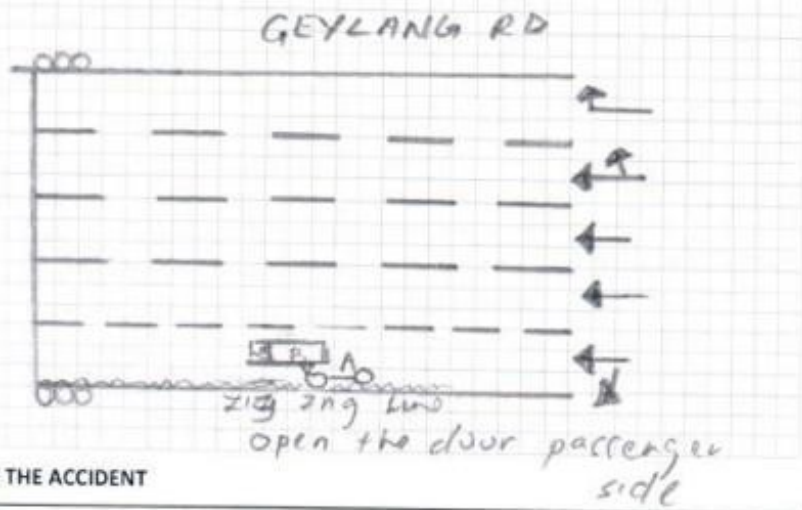 GEYLANG RD
B
A
zig zag line
open the door passenger
side
THE ACCIDENT